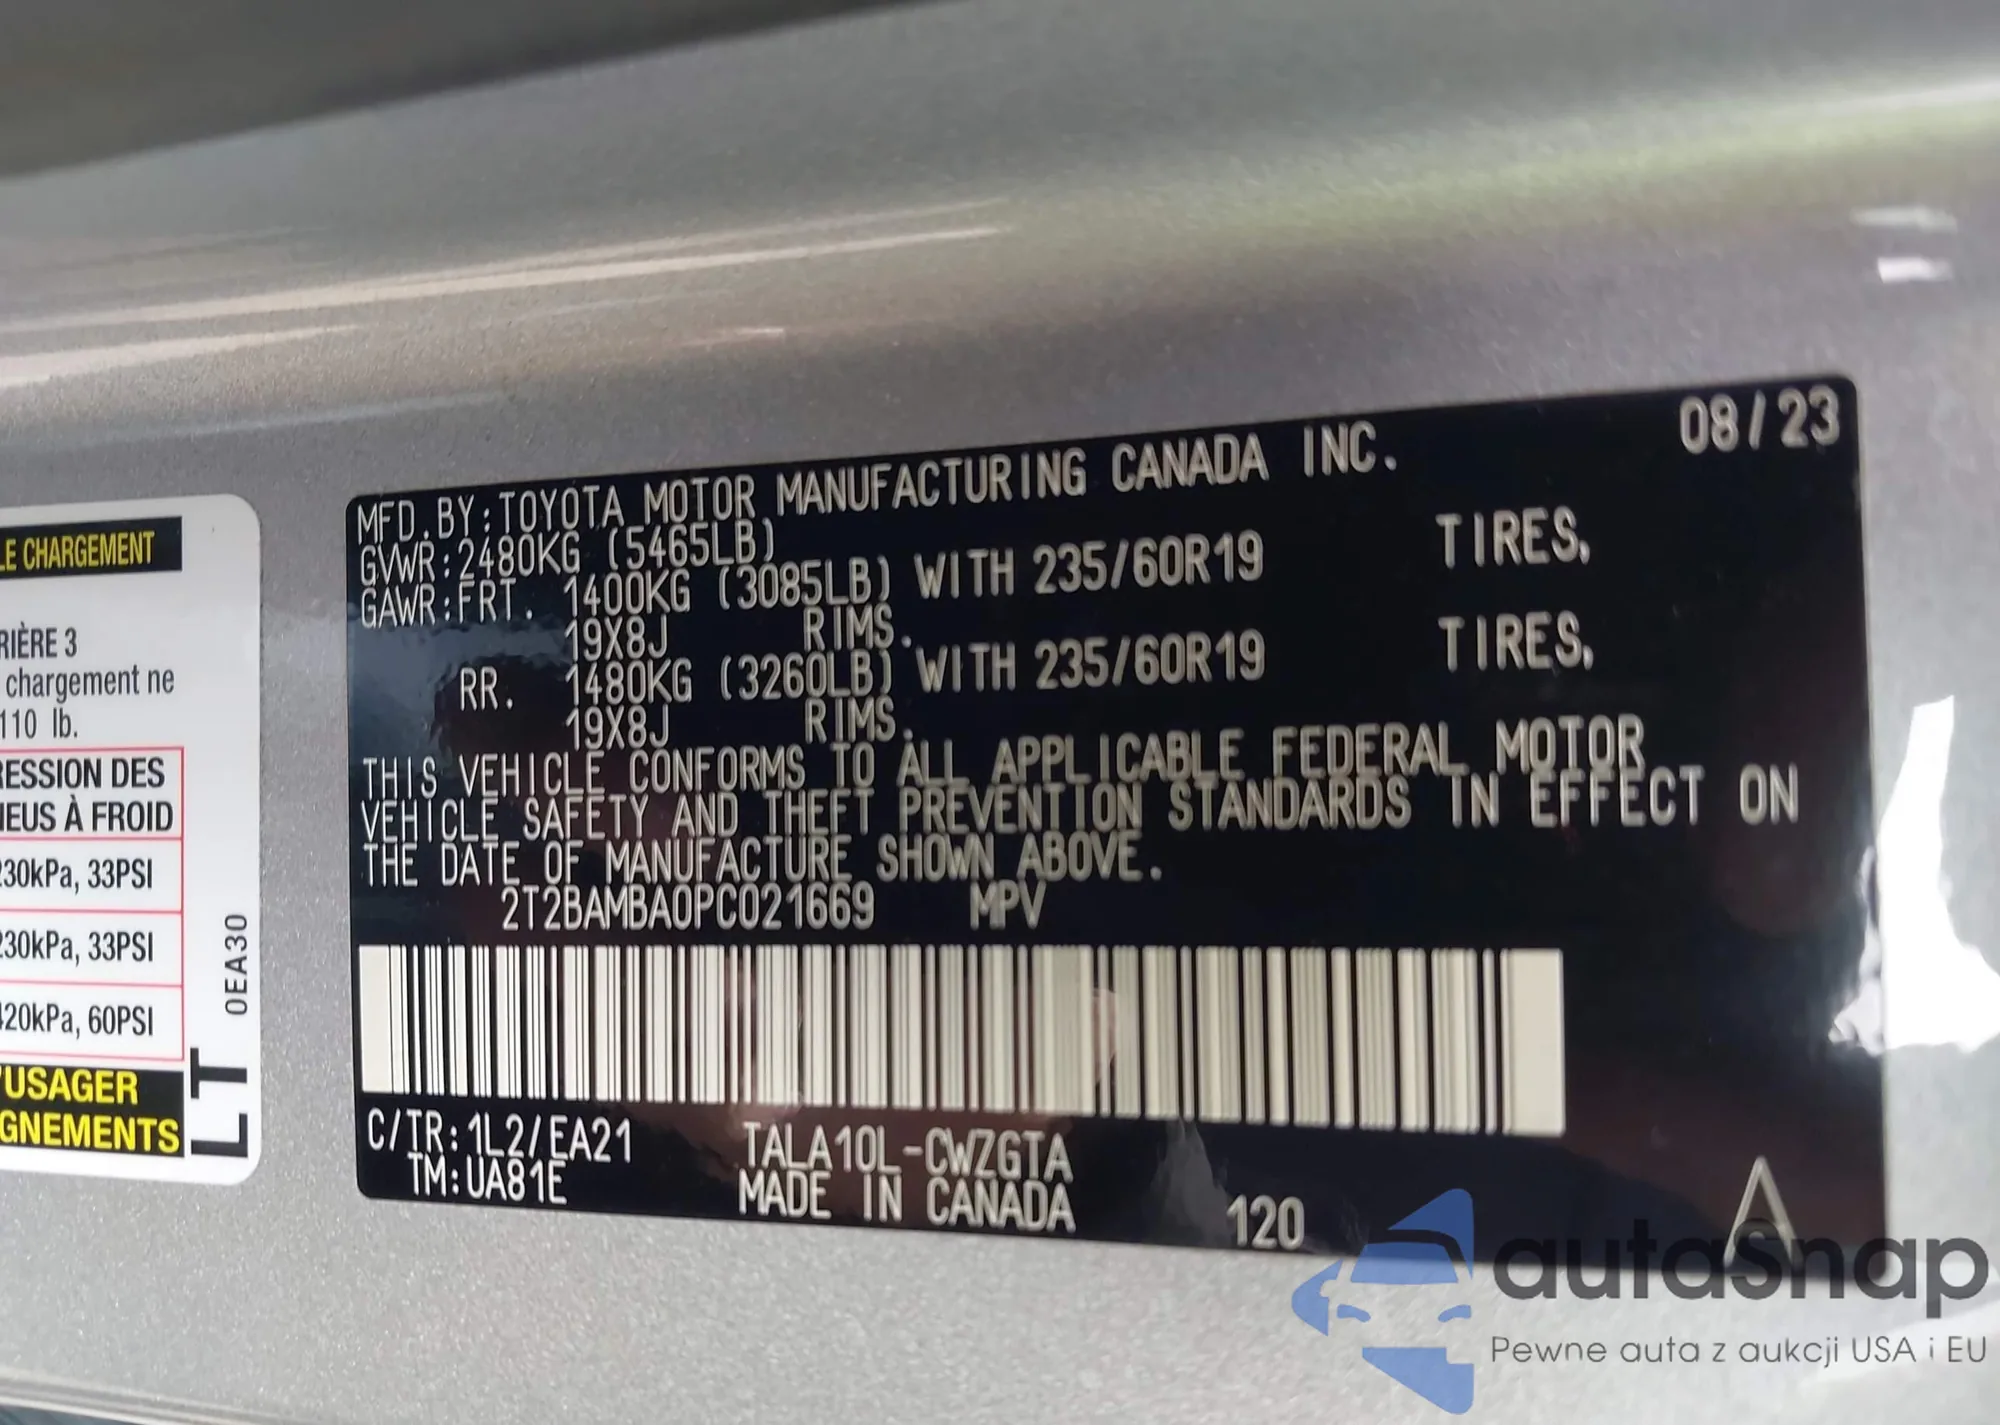 LE CHARGEMENT
RIÈRE 3
chargement ne
110 lb.
RESSION DES
NEUS À FROID
230kPa, 33PSI
230kPa, 33PSI
420kPa, 60PSI
'USAGER
GNEMENTS
0EA30
LT
08/23
MFD.BY:TOYOTA MOTOR MANUFACTURING CANADA INC.
GVWR:2480KG (5465LB)
GAWR:FRT. 1400KG (3085LB) WITH 235/60R19 TIRES,
19X8J RIMS.
RR. 1480KG (3260LB) WITH 235/60R19 TIRES,
19X8J RIMS.
THIS VEHICLE CONFORMS TO ALL APPLICABLE FEDERAL MOTOR
VEHICLE SAFETY AND THEFT PREVENTION STANDARDS IN EFFECT ON
THE DATE OF MANUFACTURE SHOWN ABOVE.
2T2BAMBA0PC021669 MPV
C/TR:1L2/EA21 TALA10L-CWZGTA
TM:UA81E MADE IN CANADA 120 A
autasnap
Pewne auta z aukcji USA i EU